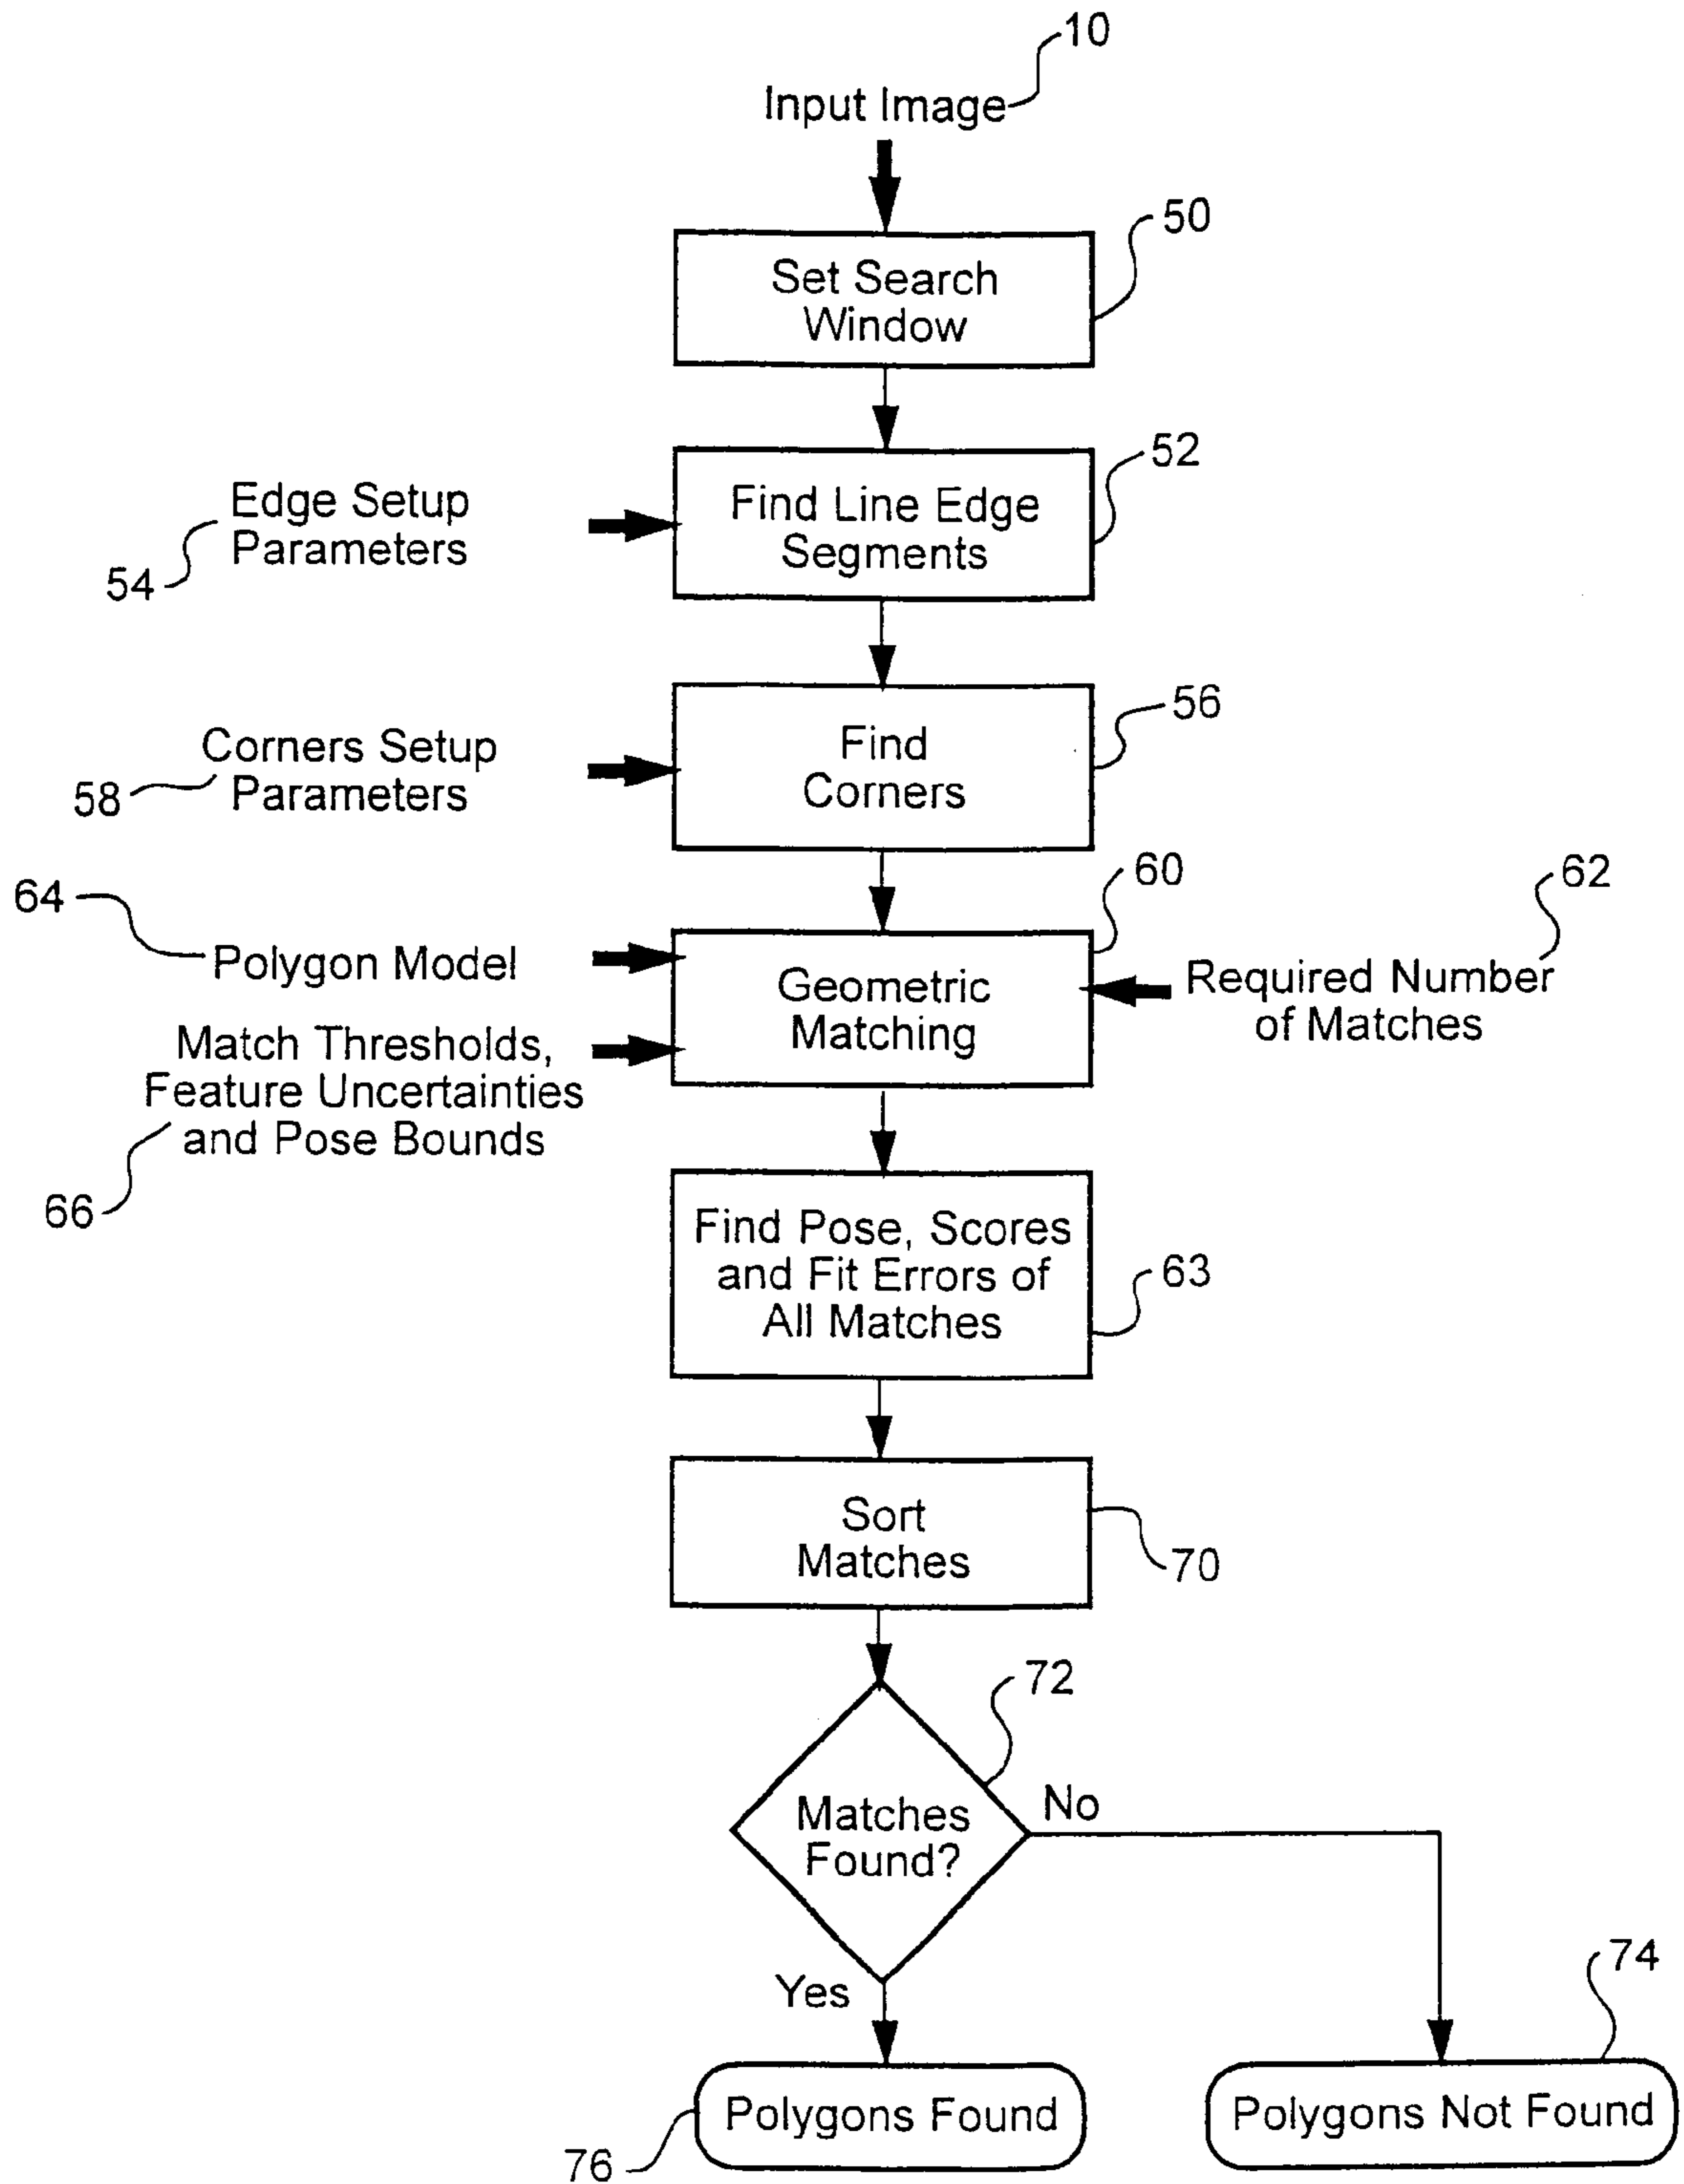 10
Input Image
50
Set Search
Window
52
Edge Setup
Parameters
54
Find Line Edge
Segments
56
Corners Setup
Parameters
58
Find
Corners
60
62
64
Polygon Model
Geometric
Matching
Required Number
of Matches
Match Thresholds,
Feature Uncertainties
and Pose Bounds
66
Find Pose, Scores
and Fit Errors of
All Matches
63
Sort
Matches
70
72
Matches
Found?
No
Yes
74
Polygons Found
Polygons Not Found
76